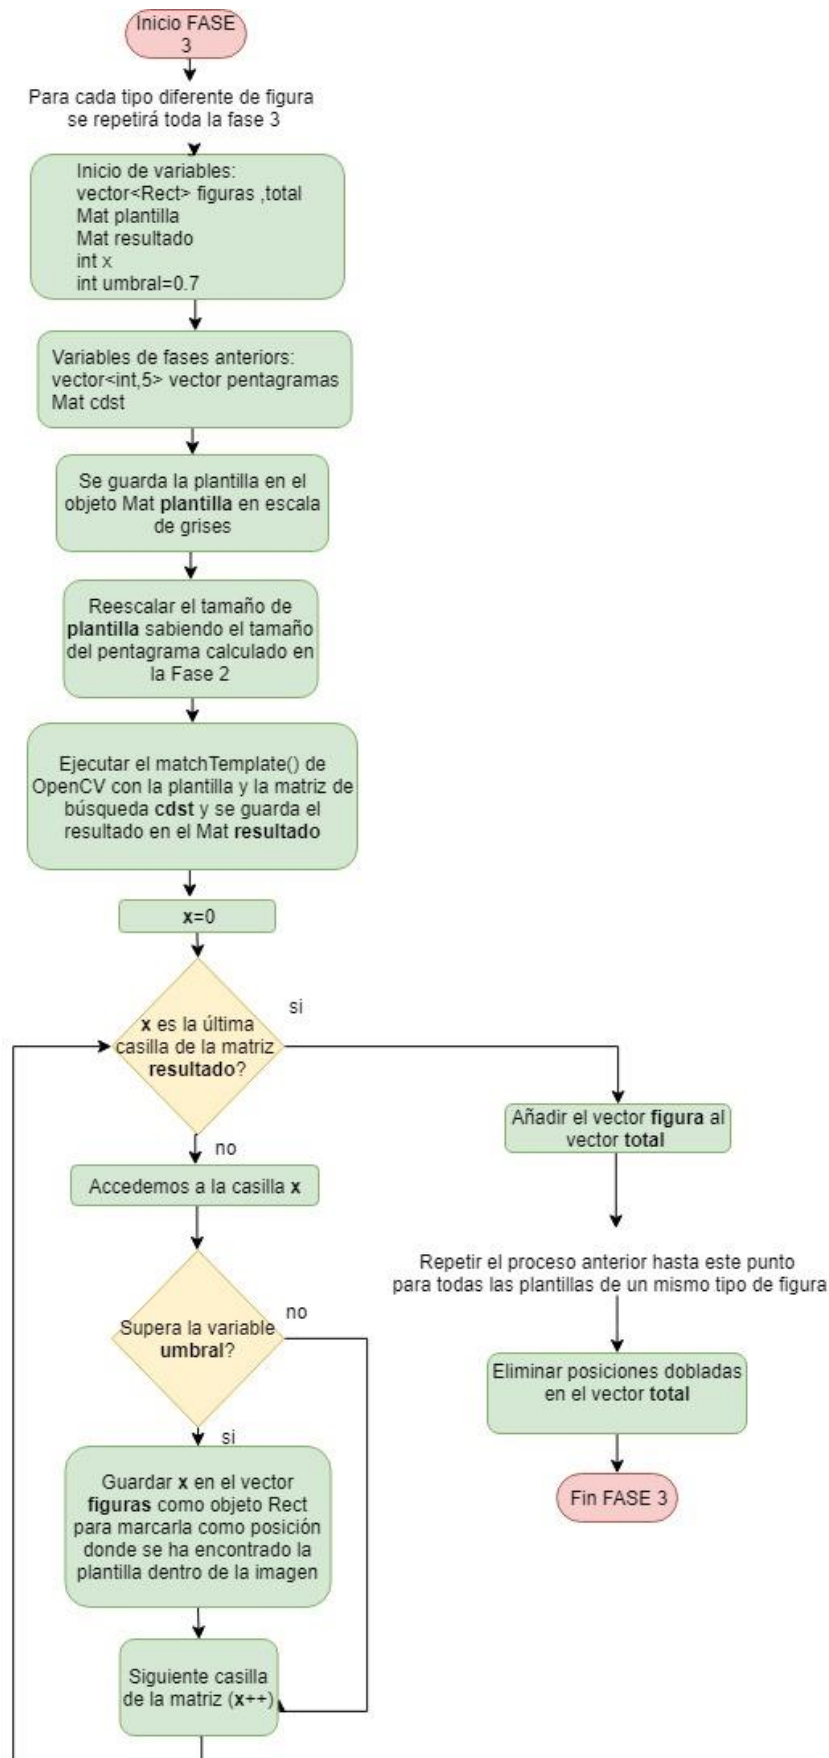 Inicio FASE
3
Para cada tipo diferente de figura
se repetirá toda la fase 3
Inicio de variables:
vector<Rect> figuras ,total
Mat plantilla
Mat resultado
int x
int umbral=0.7
Variables de fases anteriors:
vector<int,5> vector pentagramas
Mat cdst
Se guarda la plantilla en el
objeto Mat plantilla en escala
de grises
Reescalar el tamaño de
plantilla sabiendo el tamaño
del pentagrama calculado en
la Fase 2
Ejecutar el matchTemplate() de
OpenCV con la plantilla y la matriz de
búsqueda cdst y se guarda el
resultado en el Mat resultado
x=0
x es la última
casilla de la matriz
resultado?
si
no
Accedemos a la casilla x
Supera la variable
umbral?
no
si
Guardar x en el vector
figuras como objeto Rect
para marcarla como posición
donde se ha encontrado la
plantilla dentro de la imagen
Siguiente casilla
de la matriz (x++)
Añadir el vector figura al
vector total
Repetir el proceso anterior hasta este punto
para todas las plantillas de un mismo tipo de figura
Eliminar posiciones dobladas
en el vector total
Fin FASE 3